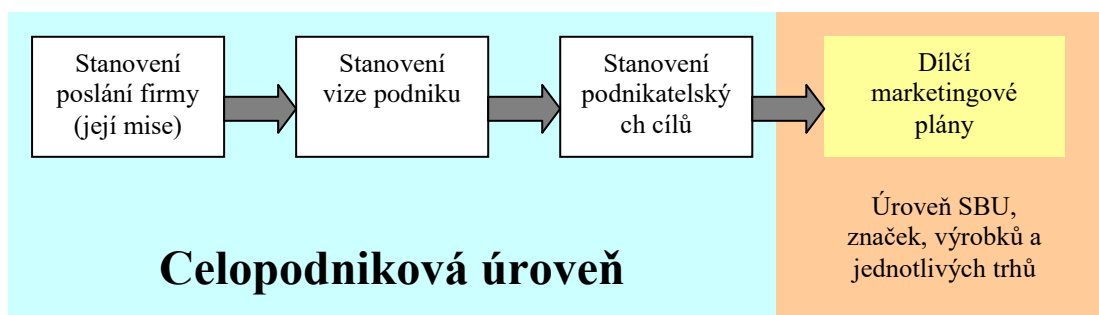 Stanovení
poslání firmy
(její mise)
Stanovení
vize podniku
Stanovení
podnikatelský
ch cílů
Dílčí
marketingové
plány
Celopodniková úroveň
Úroveň SBU,
značek, výrobků a
jednotlivých trhů